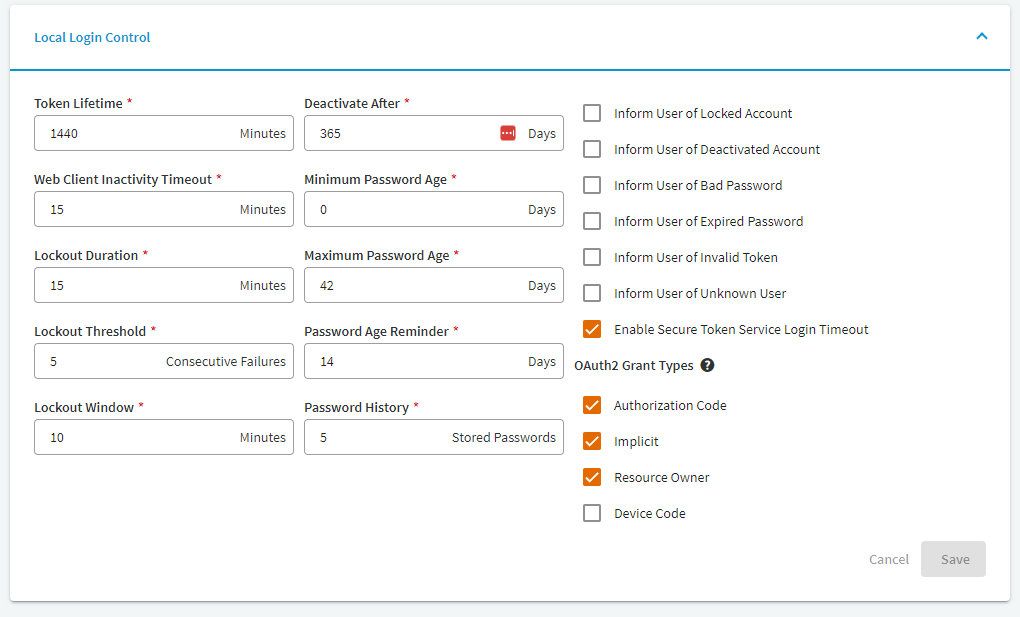 Local Login Control
Token Lifetime *
1440 Minutes
Web Client Inactivity Timeout *
15 Minutes
Lockout Duration *
15 Minutes
Lockout Threshold *
5 Consecutive Failures
Lockout Window *
10 Minutes
Deactivate After *
365 Days
Minimum Password Age *
0 Days
Maximum Password Age *
42 Days
Password Age Reminder *
14 Days
Password History *
5 Stored Passwords
Inform User of Locked Account
Inform User of Deactivated Account
Inform User of Bad Password
Inform User of Expired Password
Inform User of Invalid Token
Inform User of Unknown User
Enable Secure Token Service Login Timeout
OAuth2 Grant Types ?
Authorization Code
Implicit
Resource Owner
Device Code
Cancel Save